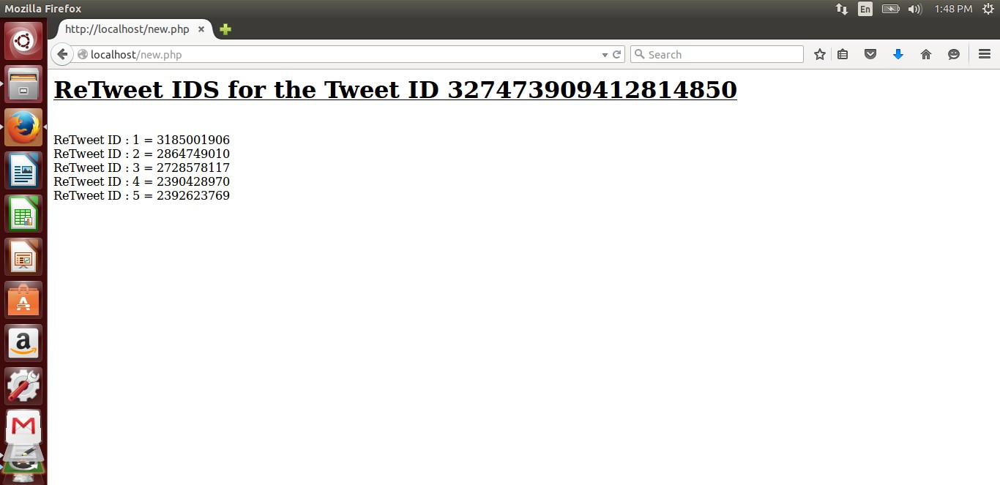 Mozilla Firefox
En
1:48 PM
http://localhost/new.php
localhost/new.php
Search
ReTweet IDS for the Tweet ID 327473909412814850
ReTweet ID : 1 = 3185001906
ReTweet ID : 2 = 2864749010
ReTweet ID : 3 = 2728578117
ReTweet ID : 4 = 2390428970
ReTweet ID : 5 = 2392623769